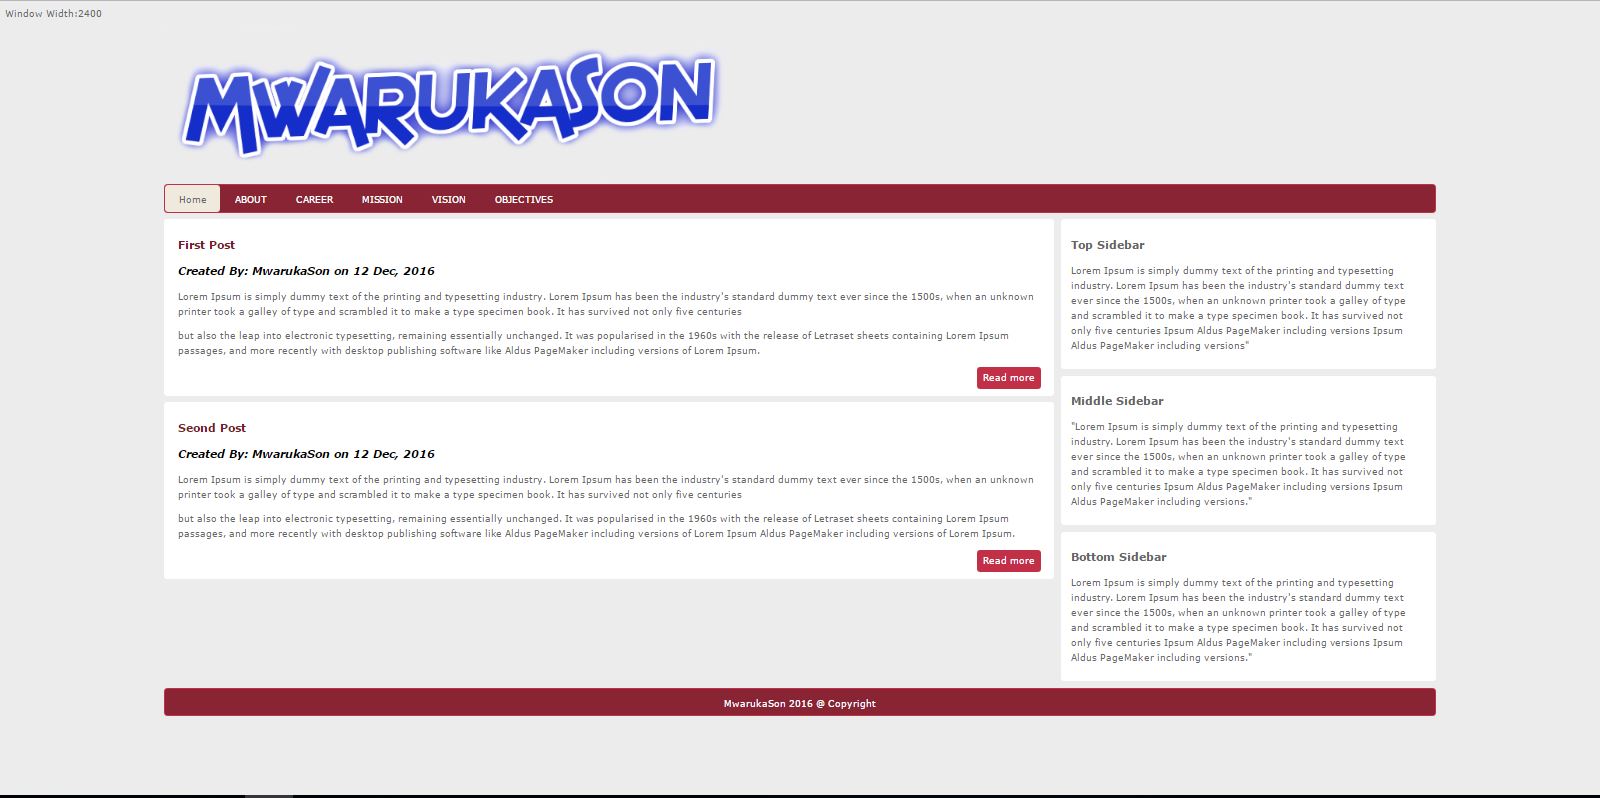 Window Width:2400
MWARUKASON
Home ABOUT CAREER MISSION VISION OBJECTIVES
First Post
Created By: MwarukaSon on 12 Dec, 2016
Lorem Ipsum is simply dummy text of the printing and typesetting industry. Lorem Ipsum has been the industry's standard dummy text ever since the 1500s, when an unknown
printer took a galley of type and scrambled it to make a type specimen book. It has survived not only five centuries
but also the leap into electronic typesetting, remaining essentially unchanged. It was popularised in the 1960s with the release of Letraset sheets containing Lorem Ipsum
passages, and more recently with desktop publishing software like Aldus PageMaker including versions of Lorem Ipsum.
Read more
Seond Post
Created By: MwarukaSon on 12 Dec, 2016
Lorem Ipsum is simply dummy text of the printing and typesetting industry. Lorem Ipsum has been the industry's standard dummy text ever since the 1500s, when an unknown
printer took a galley of type and scrambled it to make a type specimen book. It has survived not only five centuries
but also the leap into electronic typesetting, remaining essentially unchanged. It was popularised in the 1960s with the release of Letraset sheets containing Lorem Ipsum
passages, and more recently with desktop publishing software like Aldus PageMaker including versions of Lorem Ipsum Aldus PageMaker including versions of Lorem Ipsum.
Read more
Top Sidebar
Lorem Ipsum is simply dummy text of the printing and typesetting
industry. Lorem Ipsum has been the industry's standard dummy text
ever since the 1500s, when an unknown printer took a galley of type
and scrambled it to make a type specimen book. It has survived not
only five centuries Ipsum Aldus PageMaker including versions Ipsum
Aldus PageMaker including versions"
Middle Sidebar
"Lorem Ipsum is simply dummy text of the printing and typesetting
industry. Lorem Ipsum has been the industry's standard dummy text
ever since the 1500s, when an unknown printer took a galley of type
and scrambled it to make a type specimen book. It has survived not
only five centuries Ipsum Aldus PageMaker including versions Ipsum
Aldus PageMaker including versions."
Bottom Sidebar
Lorem Ipsum is simply dummy text of the printing and typesetting
industry. Lorem Ipsum has been the industry's standard dummy text
ever since the 1500s, when an unknown printer took a galley of type
and scrambled it to make a type specimen book. It has survived not
only five centuries Ipsum Aldus PageMaker including versions Ipsum
Aldus PageMaker including versions."
MwarukaSon 2016 @ Copyright